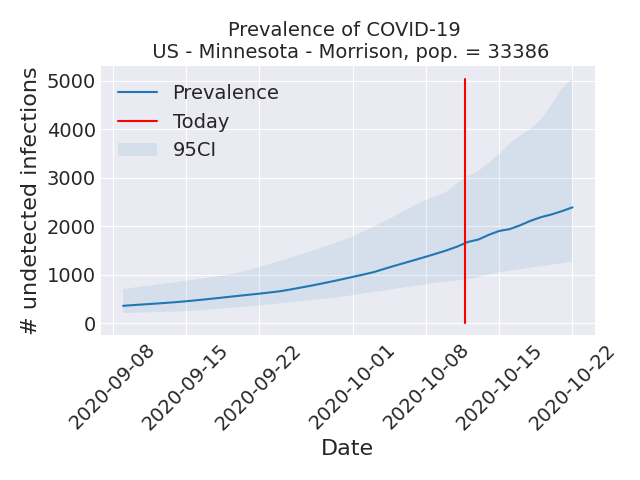 Prevalence of COVID-19
US - Minnesota - Morrison, pop. = 33386
# undetected infections
5000
4000
3000
2000
1000
0
Prevalence
Today
95CI
2020-09-08
2020-09-15
2020-09-22
2020-10-01
2020-10-08
2020-10-15
2020-10-22
Date